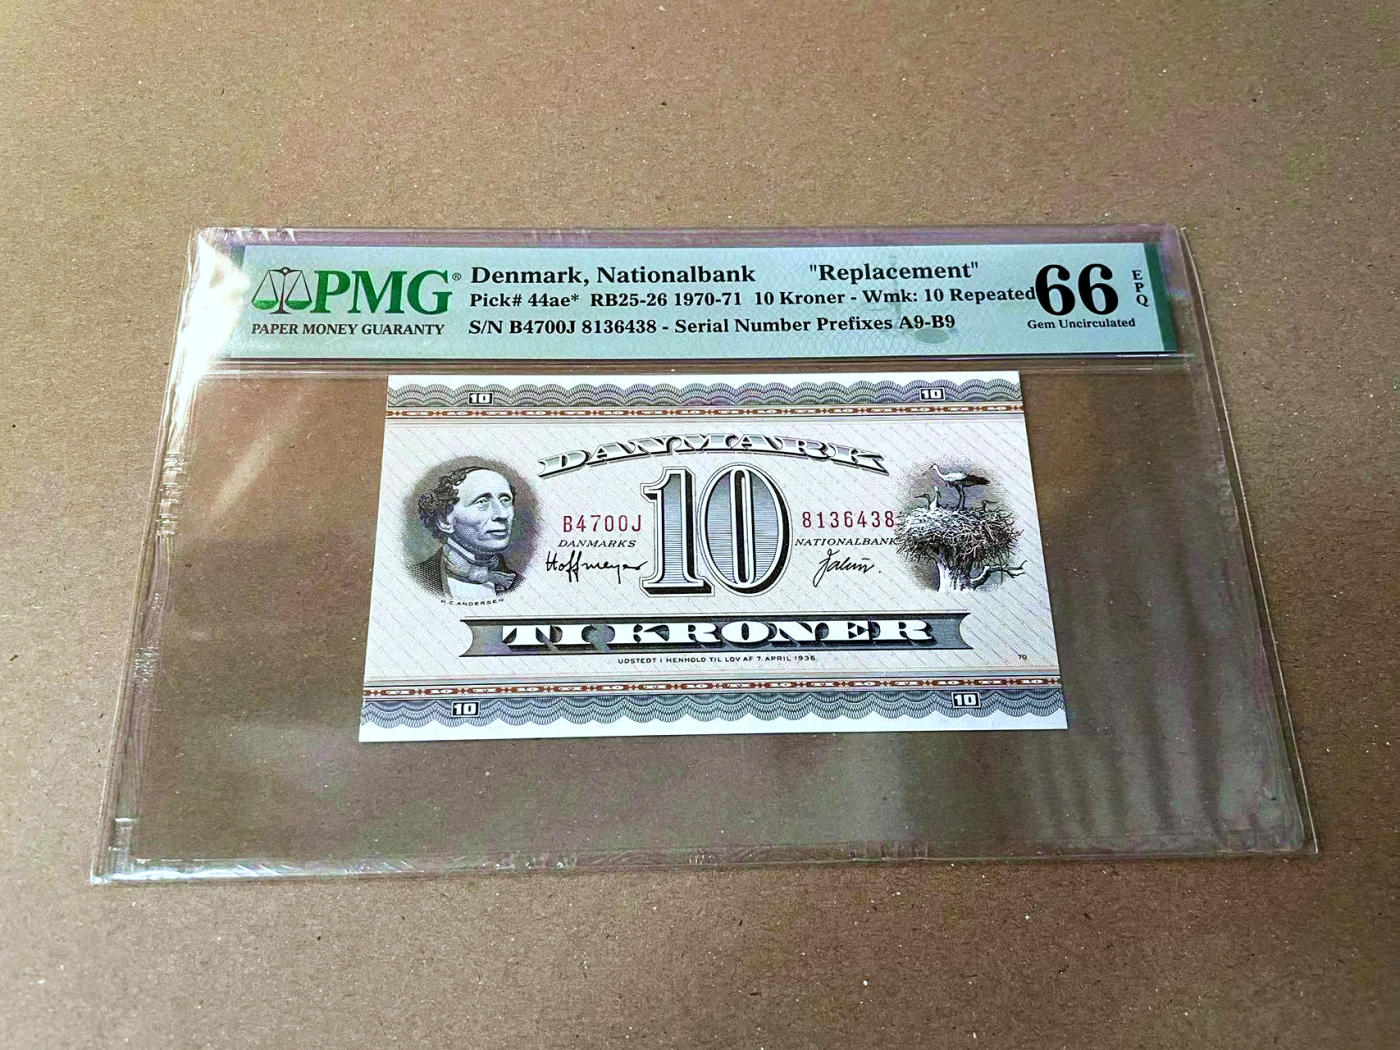 PMG®
PAPER MONEY GUARANTY
Denmark, Nationalbank "Replacement"
Pick# 44ae* RB25-26 1970-71 10 Kroner - Wmk: 10 Repeated
S/N B4700J 8136438 - Serial Number Prefixes A9-B9
66
EPQ
Gem Uncirculated
10 10
DANMARK
10
B4700J 8136438
DANMARKS NATIONALBANK
Hoffmeyer
H.C. ANDERSEN
TI KRONER
UDSTEDT I HENHOLD TIL LOV AF 7. APRIL 1936
70
10 10